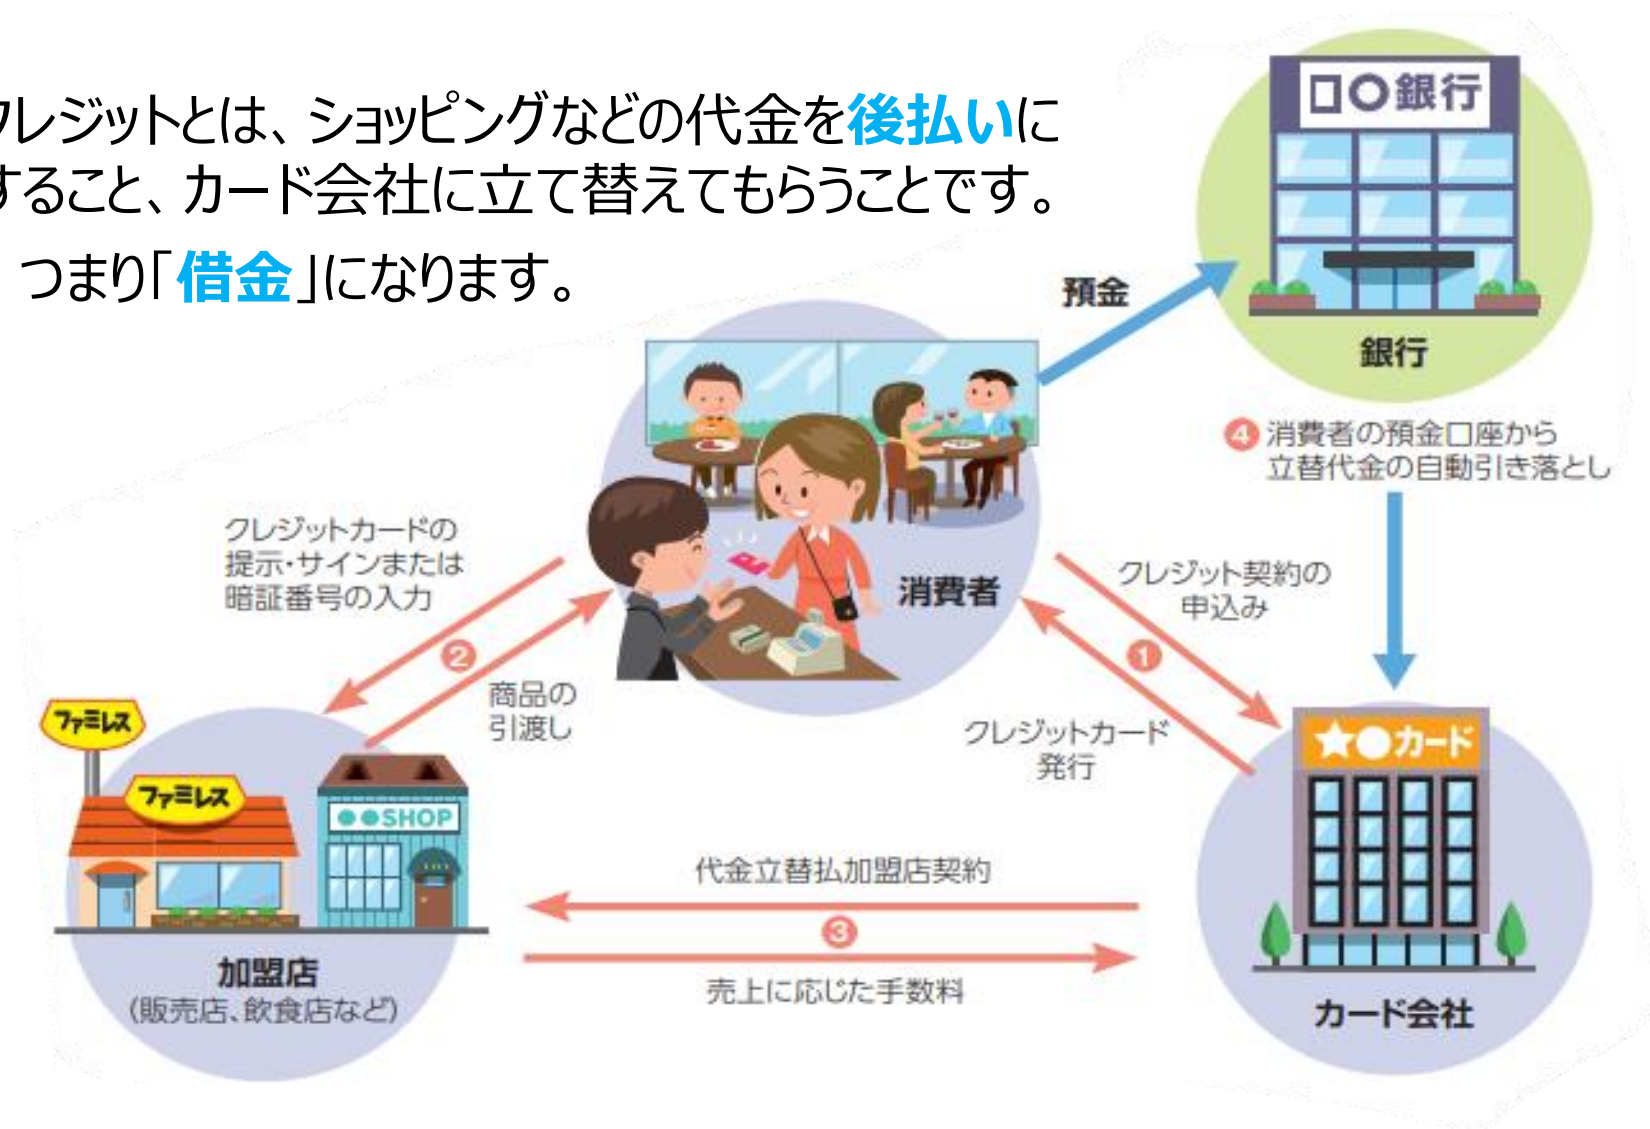 クレジットとは、ショッピングなどの代金を後払いに
すること、カード会社に立て替えてもらうことです。
つまり「借金」になります。
口〇銀行
預金
銀行
4 消費者の預金口座から
立替代金の自動引き落とし
クレジットカードの
提示・サインまたは
暗証番号の入力
消費者
クレジット契約の
申込み
2
1
商品の
引渡し
クレジットカード
発行
ファミレス
ファミレス
●●SHOP
★●カード
代金立替払加盟店契約
3
売上に応じた手数料
加盟店
(販売店、飲食店など)
カード会社